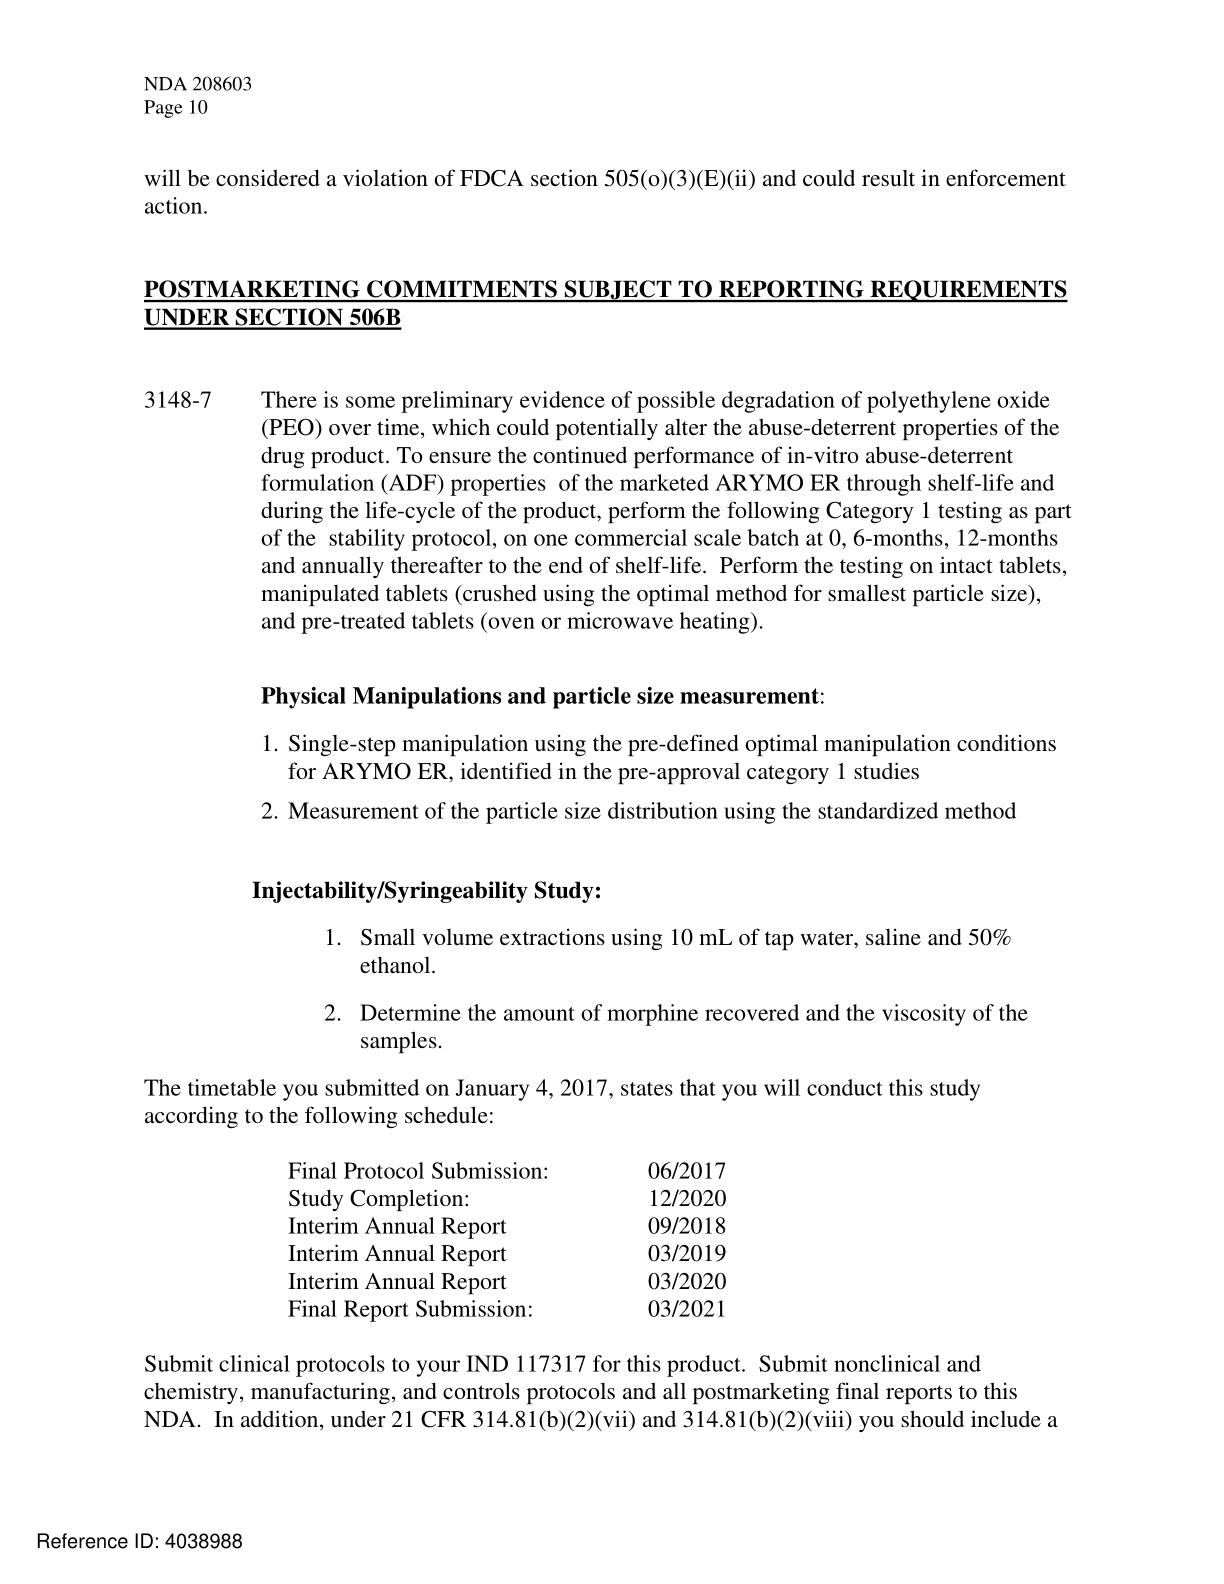 NDA 208603
Page 10
will be considered a violation of FDCA section 505(o)(3)(E)(ii) and could result in enforcement
action.
POSTMARKETING COMMITMENTS SUBJECT TO REPORTING REQUIREMENTS
UNDER SECTION 506B
3148-7 There is some preliminary evidence of possible degradation of polyethylene oxide
(PEO) over time, which could potentially alter the abuse-deterrent properties of the
drug product. To ensure the continued performance of in-vitro abuse-deterrent
formulation (ADF) properties of the marketed ARYMO ER through shelf-life and
during the life-cycle of the product, perform the following Category 1 testing as part
of the stability protocol, on one commercial scale batch at 0, 6-months, 12-months
and annually thereafter to the end of shelf-life. Perform the testing on intact tablets,
manipulated tablets (crushed using the optimal method for smallest particle size),
and pre-treated tablets (oven or microwave heating).
Physical Manipulations and particle size measurement:
1. Single-step manipulation using the pre-defined optimal manipulation conditions
for ARYMO ER, identified in the pre-approval category 1 studies
2. Measurement of the particle size distribution using the standardized method
Injectability/Syringeability Study:
1. Small volume extractions using 10 mL of tap water, saline and 50%
ethanol.
2. Determine the amount of morphine recovered and the viscosity of the
samples.
The timetable you submitted on January 4, 2017, states that you will conduct this study
according to the following schedule:
Final Protocol Submission: 06/2017
Study Completion: 12/2020
Interim Annual Report 09/2018
Interim Annual Report 03/2019
Interim Annual Report 03/2020
Final Report Submission: 03/2021
Submit clinical protocols to your IND 117317 for this product. Submit nonclinical and
chemistry, manufacturing, and controls protocols and all postmarketing final reports to this
NDA. In addition, under 21 CFR 314.81(b)(2)(vii) and 314.81(b)(2)(viii) you should include a
Reference ID: 4038988